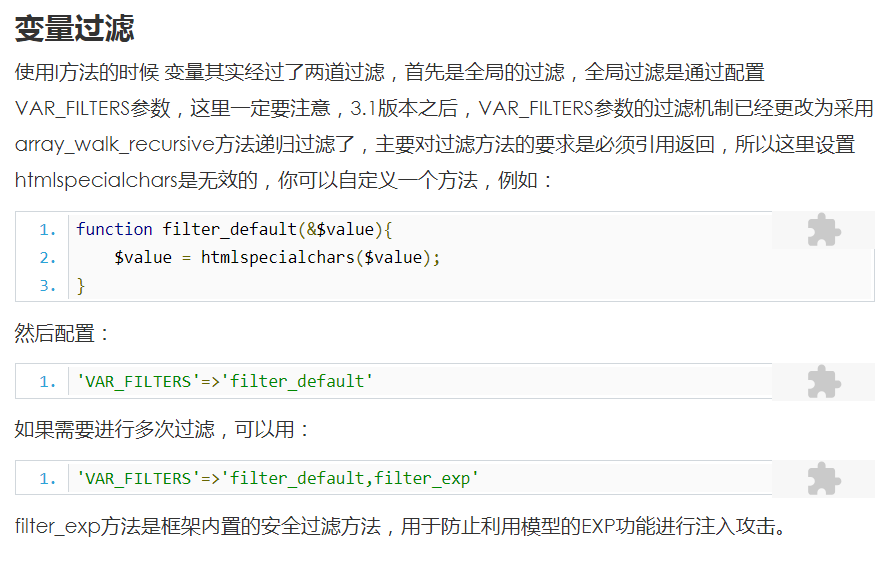 变量过滤
使用I方法的时候 变量其实经过了两道过滤，首先是全局的过滤，全局过滤是通过配置
VAR_FILTERS参数，这里一定要注意，3.1版本之后，VAR_FILTERS参数的过滤机制已经更改为采用
array_walk_recursive方法递归过滤了，主要对过滤方法的要求是必须引用返回，所以这里设置
htmlspecialchars是无效的，你可以自定义一个方法，例如：
1. function filter_default(&$value){
2.     $value = htmlspecialchars($value);
3. }
然后配置：
1. 'VAR_FILTERS'=>'filter_default'
如果需要进行多次过滤，可以用：
1. 'VAR_FILTERS'=>'filter_default,filter_exp'
filter_exp方法是框架内置的安全过滤方法，用于防止利用模型的EXP功能进行注入攻击。